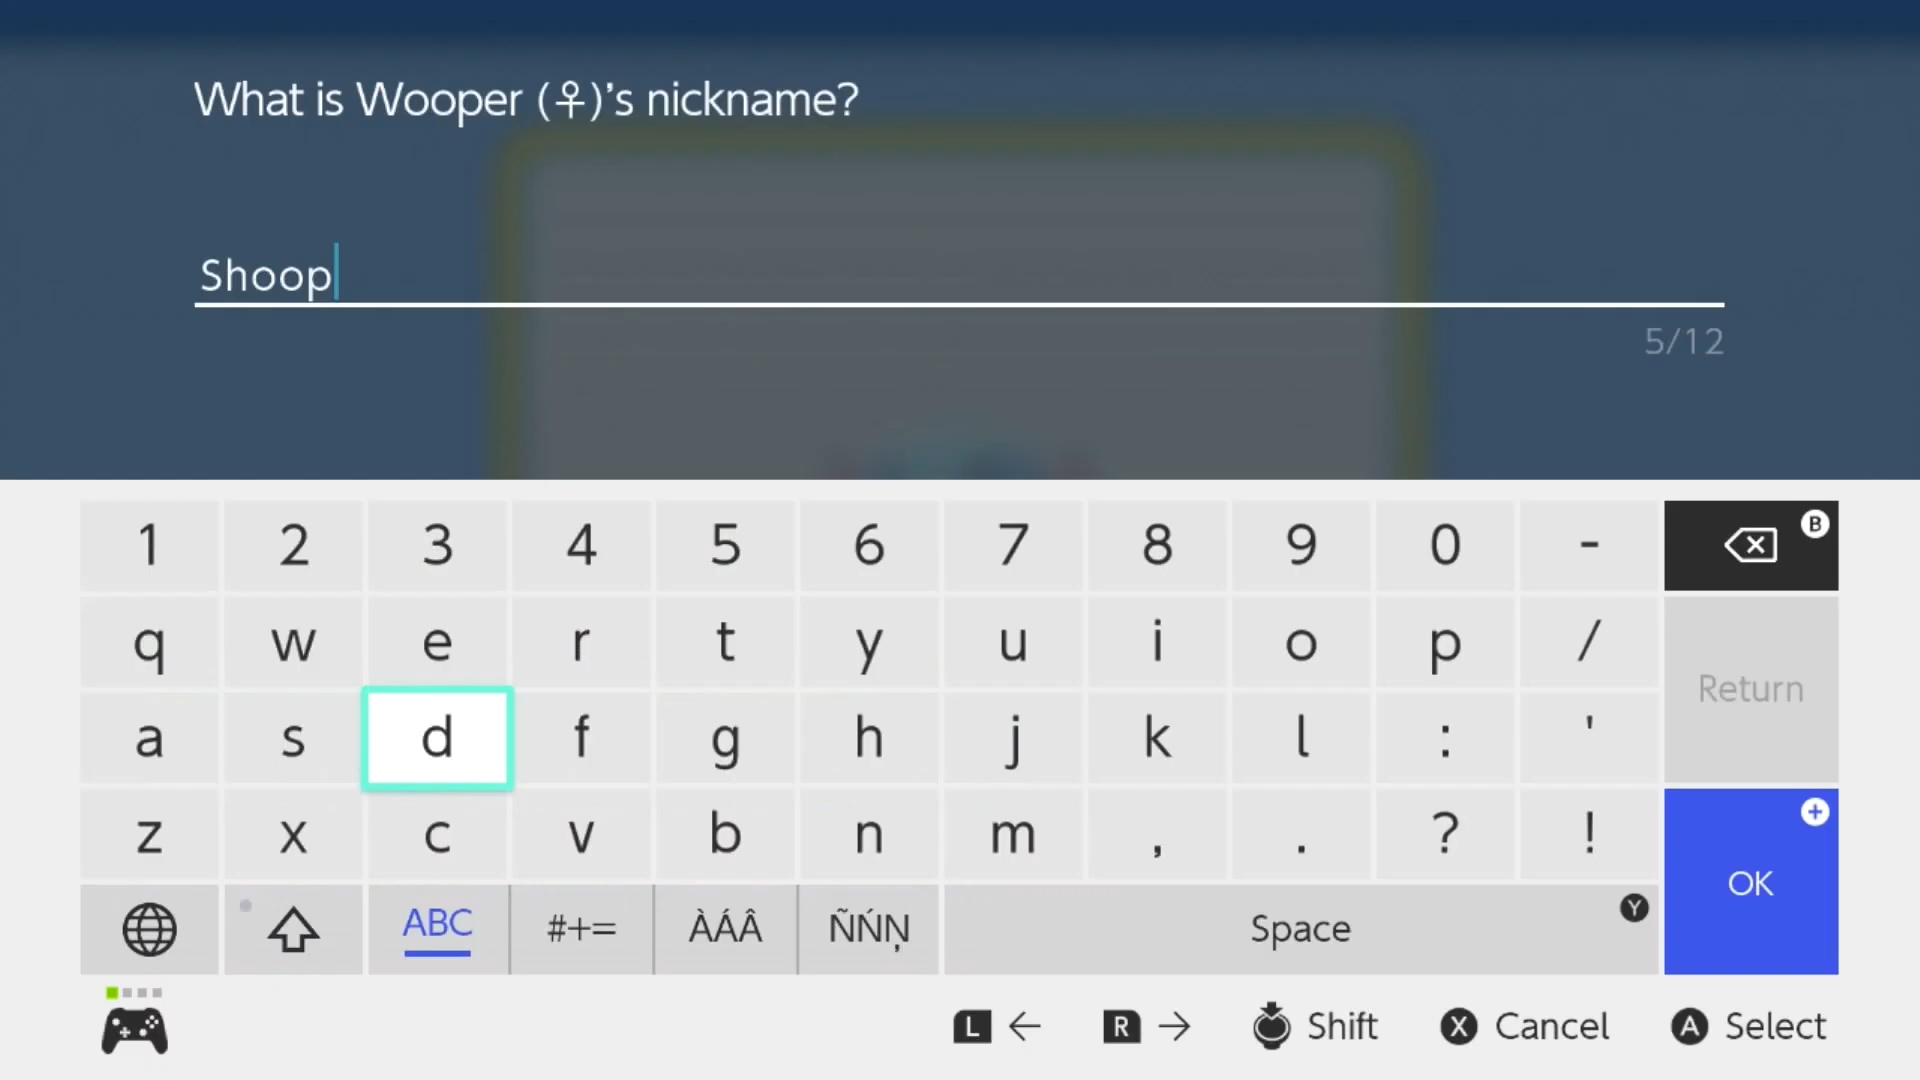 What is Wooper (♀)'s nickname?
Shoop
5/12
1 2 3 4 5 6 7 8 9 0 - B
q w e r t y u i o p /
Return
a s d f g h j k l : '
z x c v b n m , . ? ! +
OK
ABC #+= ÀÁÂ ÑŃŅ Space Y
L ← R → Shift X Cancel A Select